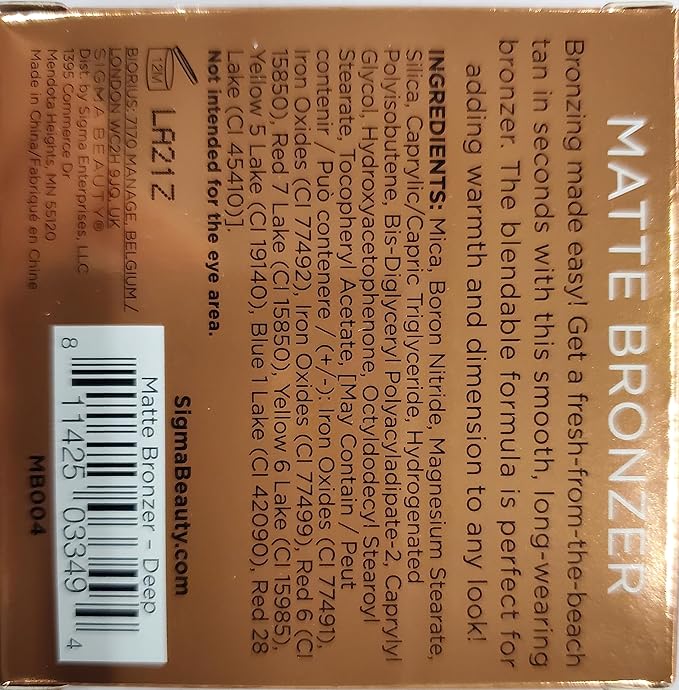 MATTE BRONZER
Bronzing made easy! Get a fresh-from-the-beach
tan in seconds with this smooth, long-wearing
bronzer. The blendable formula is perfect for
adding warmth and dimension to any look!
INGREDIENTS: Mica, Boron Nitride, Magnesium Stearate,
Silica, Caprylic/Capric Triglyceride, Hydrogenated
Polyisobutene, Bis-Diglyceryl Polyacyladipate-2, Caprylyl
Glycol, Hydroxyacetophenone, Octyldodecyl Stearoyl
Stearate, Tocopheryl Acetate, [May Contain / Peut
contenir / Può contenere / (+/-): Iron Oxides (CI 77491),
Iron Oxides (CI 77492), Iron Oxides (CI 77499), Red 6 (CI
15850), Red 7 Lake (CI 15850), Yellow 6 Lake (CI 15985),
Yellow 5 Lake (CI 19140), Blue 1 Lake (CI 42090), Red 28
Lake (CI 45410)].
Not intended for the eye area.
12M
LA21Z
BIORIUS: 7170 MANAGE, BELGIUM /
LONDON WC2H 9JQ, UK
SIGMA BEAUTY®
Dist. by Sigma Enterprises, LLC
1395 Commerce Dr
Mendota Heights, MN 55120
Made in China/Fabriqué en Chine
SigmaBeauty.com
Matte Bronzer - Deep
8 11425 03349 4
MB004